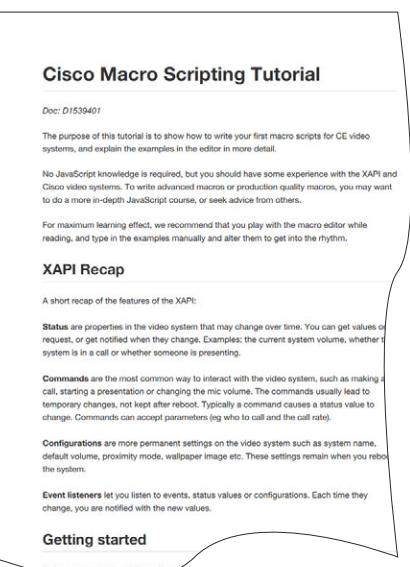 Cisco Macro Scripting Tutorial
Doc: D1539401
The purpose of this tutorial is to show how to write your first macro scripts for CE video
systems, and explain the examples in the editor in more detail.
No JavaScript knowledge is required, but you should have some experience with the XAPI and
Cisco video systems. To write advanced macros or production quality macros, you may want
to do a more in-depth JavaScript course, or seek advice from others.
For maximum learning effect, we recommend that you play with the macro editor while
reading, and type in the examples manually and alter them to get into the rhythm.
XAPI Recap
A short recap of the features of the XAPI:
Status are properties in the video system that may change over time. You can get values
request, or get notified when they change. Examples: the current system volume, whether
system is in a call or whether someone is presenting.
Commands are the most common way to interact with the video system, such as making a
call, starting a presentation or changing the mic volume. The commands usually lead to
temporary changes, not kept after reboot. Typically a command causes a status value to
change. Commands can accept parameters (eg who to call and the call rate).
Configurations are more permanent settings on the video system such as system name,
default volume, proximity mode, wallpaper image etc. These settings remain when you
the system.
Event listeners let you listen to events, status values or configurations. Each time they
change, you are notified with the new values.
Getting started